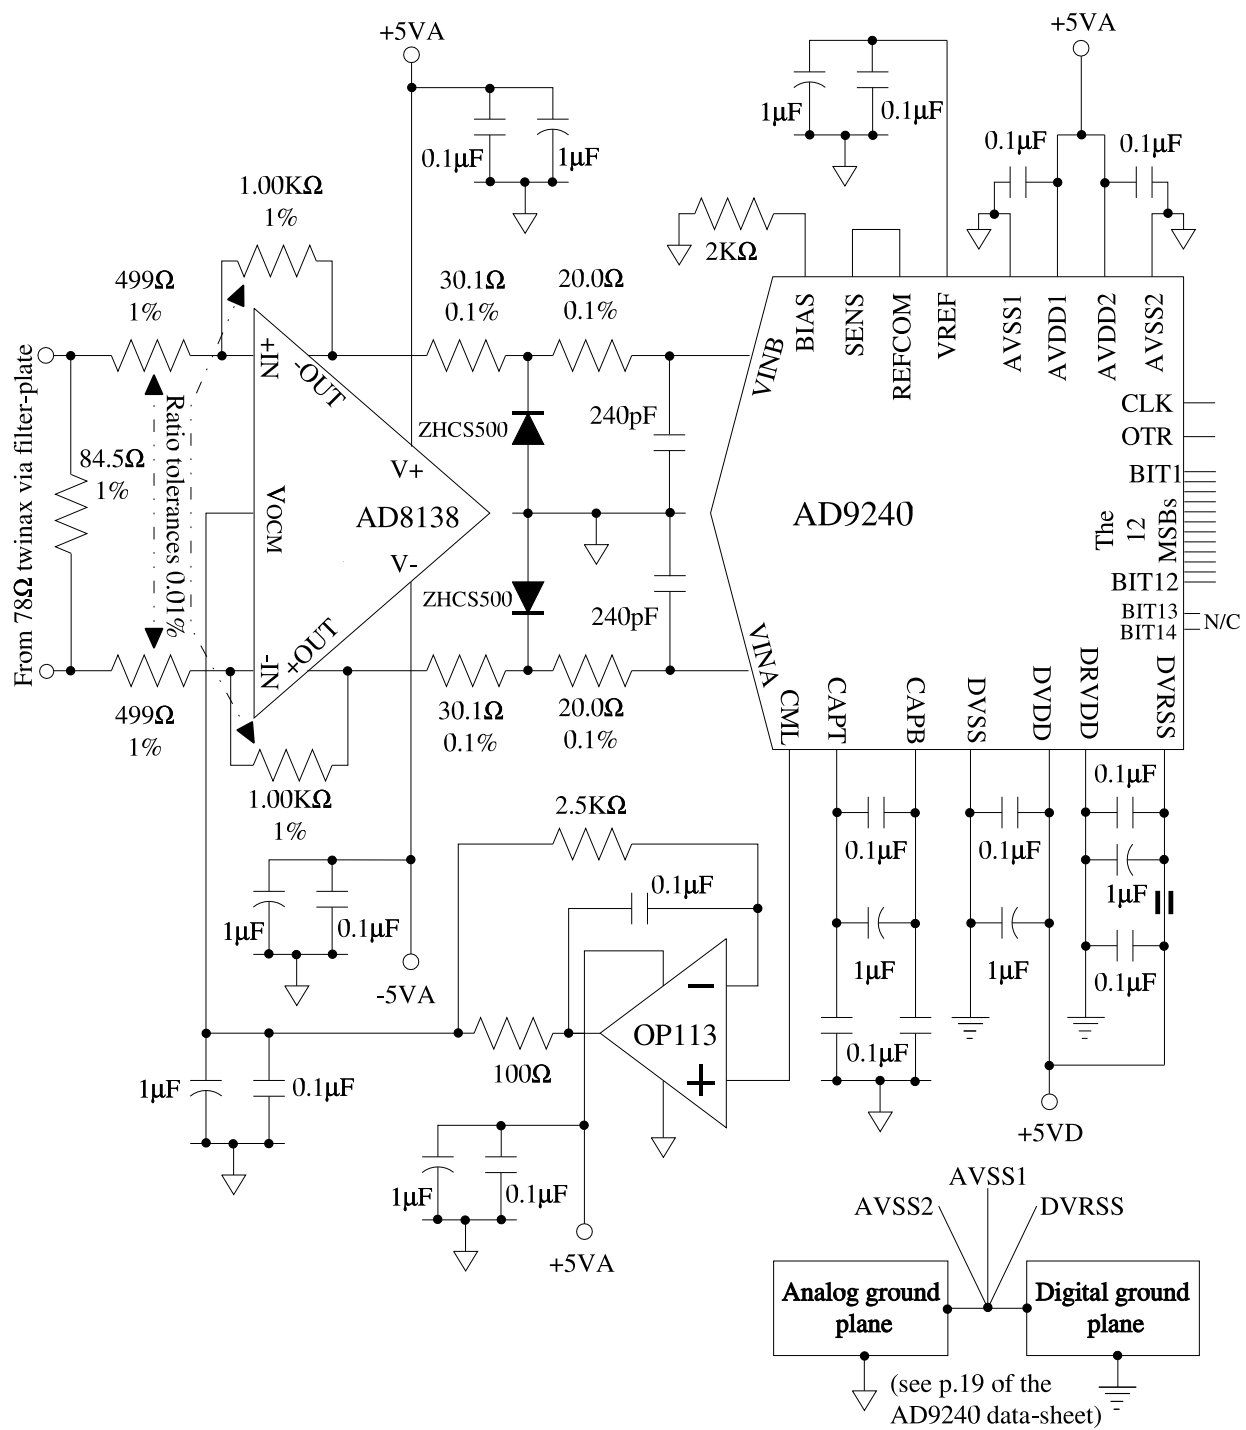 +5VA
0.1µF
1µF
1.00KΩ
1%
499Ω
1%
30.1Ω
0.1%
20.0Ω
0.1%
1µF
0.1µF
+5VA
0.1µF
0.1µF
2KΩ
BIAS
SENS
REFCOM
VREF
AVSS1
AVDD1
AVDD2
AVSS2
From 78Ω twinax via filter-plate
84.5Ω
1%
Ratio tolerances 0.01%
+IN
-OUT
V+
VOCM
AD8138
V-
-IN
+OUT
ZHCS500
ZHCS500
240pF
240pF
VINB
AD9240
VINA
CLK
OTR
BIT1
The
12
MSBs
BIT12
BIT13
BIT14
N/C
CML
CAPT
CAPB
DVSS
DVDD
DRVDD
DVRSS
499Ω
1%
1.00KΩ
1%
30.1Ω
0.1%
20.0Ω
0.1%
1µF
0.1µF
-5VA
2.5KΩ
0.1µF
OP113
100Ω
1µF
0.1µF
1µF
0.1µF
+5VA
0.1µF
1µF
0.1µF
0.1µF
1µF
0.1µF
1µF
0.1µF
+5VD
AVSS2
AVSS1
DVRSS
Analog ground
plane
Digital ground
plane
(see p.19 of the
AD9240 data-sheet)